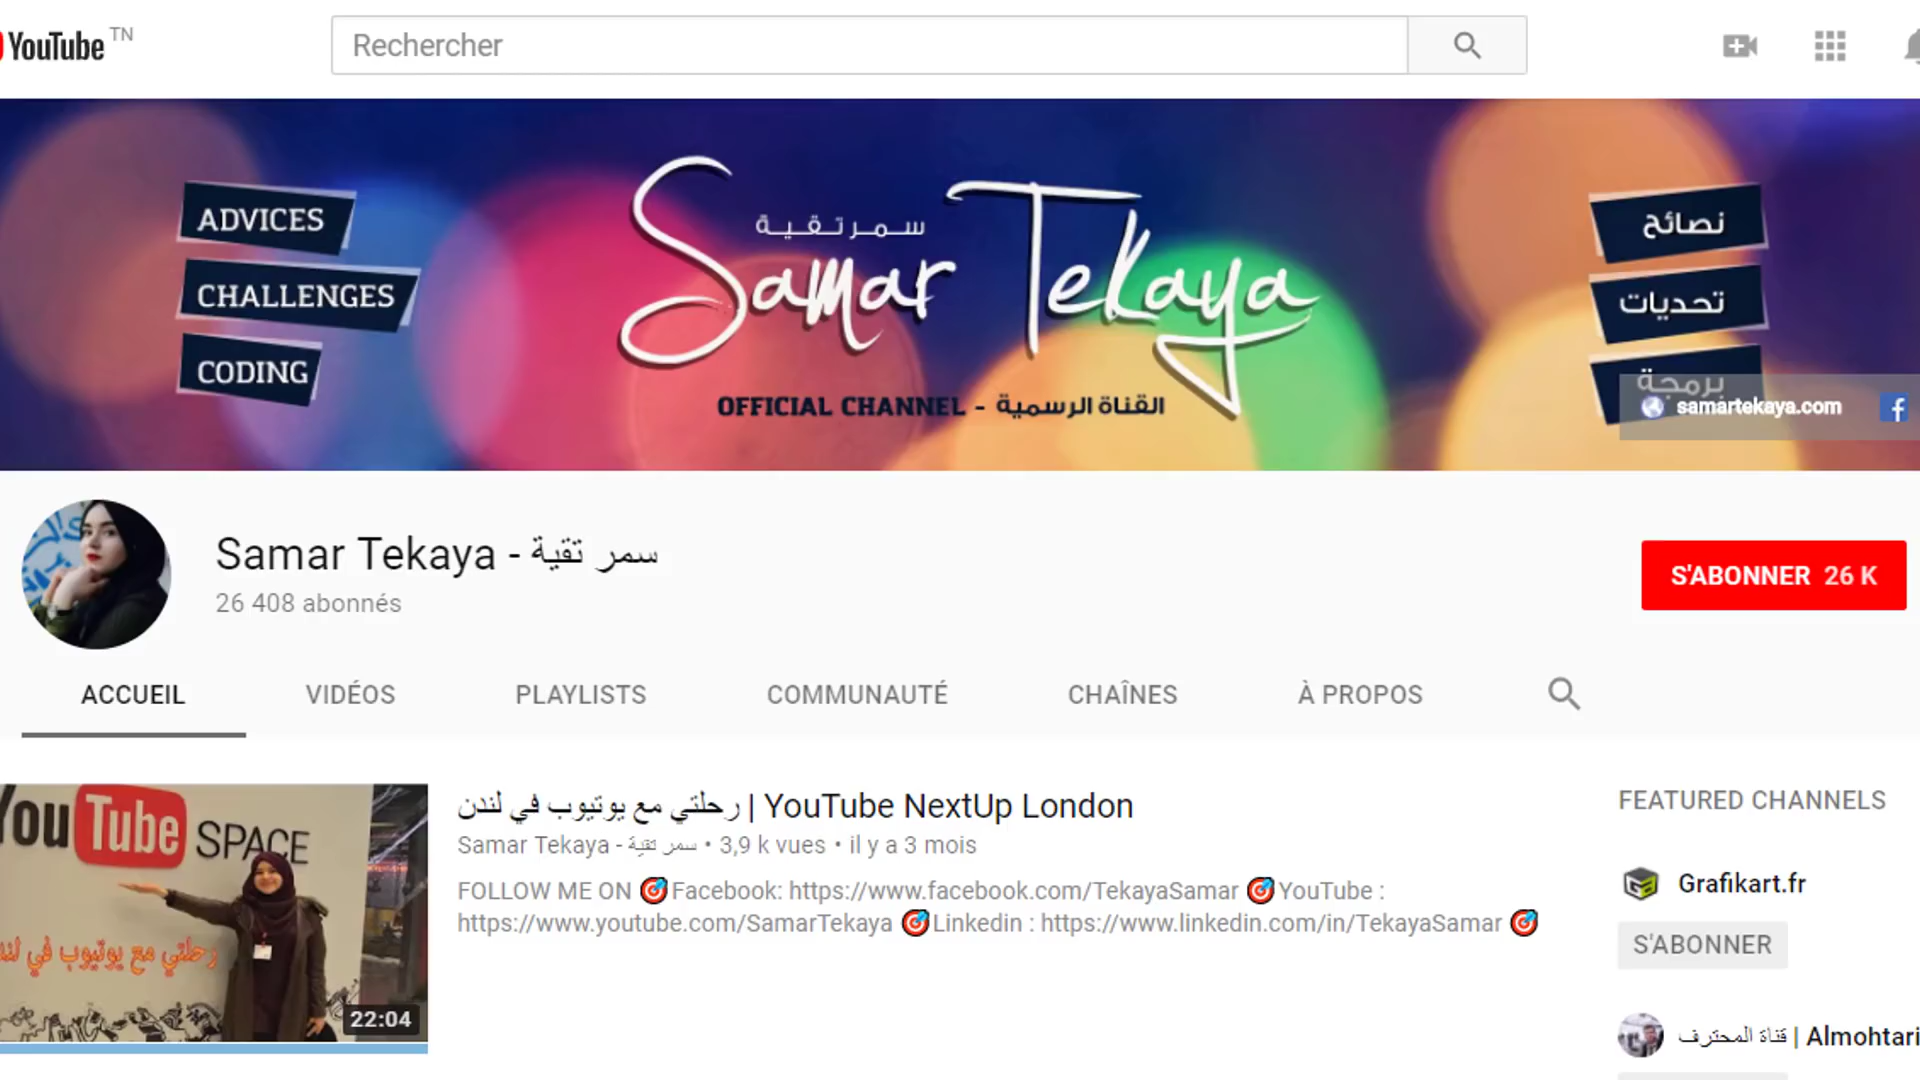 YouTube TN
Rechercher
ADVICES
CHALLENGES
CODING
سمر تقية
Samar Tekaya
OFFICIAL CHANNEL - القناة الرسمية
نصائح
تحديات
برمجة
samartekaya.com
Samar Tekaya - سمر تقية
26 408 abonnés
S'ABONNER 26 K
ACCUEIL
VIDÉOS
PLAYLISTS
COMMUNAUTÉ
CHAÎNES
À PROPOS
YouTube SPACE
رحلتي مع يوتيوب في
22:04
رحلتي مع يوتيوب في لندن | YouTube NextUp London
Samar Tekaya - سمر تقية • 3,9 k vues • il y a 3 mois
FOLLOW ME ON 🎯Facebook: https://www.facebook.com/TekayaSamar 🎯YouTube :
https://www.youtube.com/SamarTekaya 🎯Linkedin : https://www.linkedin.com/in/TekayaSamar 🎯
FEATURED CHANNELS
Grafikart.fr
S'ABONNER
قناة المحترف | Almohtari